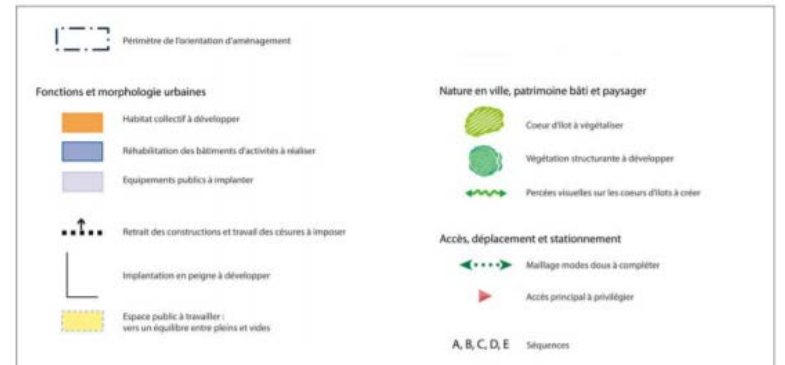 Périmètre de l'orientation d'aménagement
Fonctions et morphologie urbaines
Habitat collectif à développer
Réhabilitation des bâtiments d'activités à réaliser
Equipements publics à implanter
Retrait des constructions et travail des césures à imposer
Implantation en peigne à développer
Espace public à travailler :
vers un équilibre entre pleins et vides
Nature en ville, patrimoine bâti et paysager
Coeur d'îlot à végétaliser
Végétation structurante à développer
Percées visuelles sur les coeurs d'îlots à créer
Accès, déplacement et stationnement
Maillage modes doux à compléter
Accès principal à privilégier
A, B, C, D, E Séquences